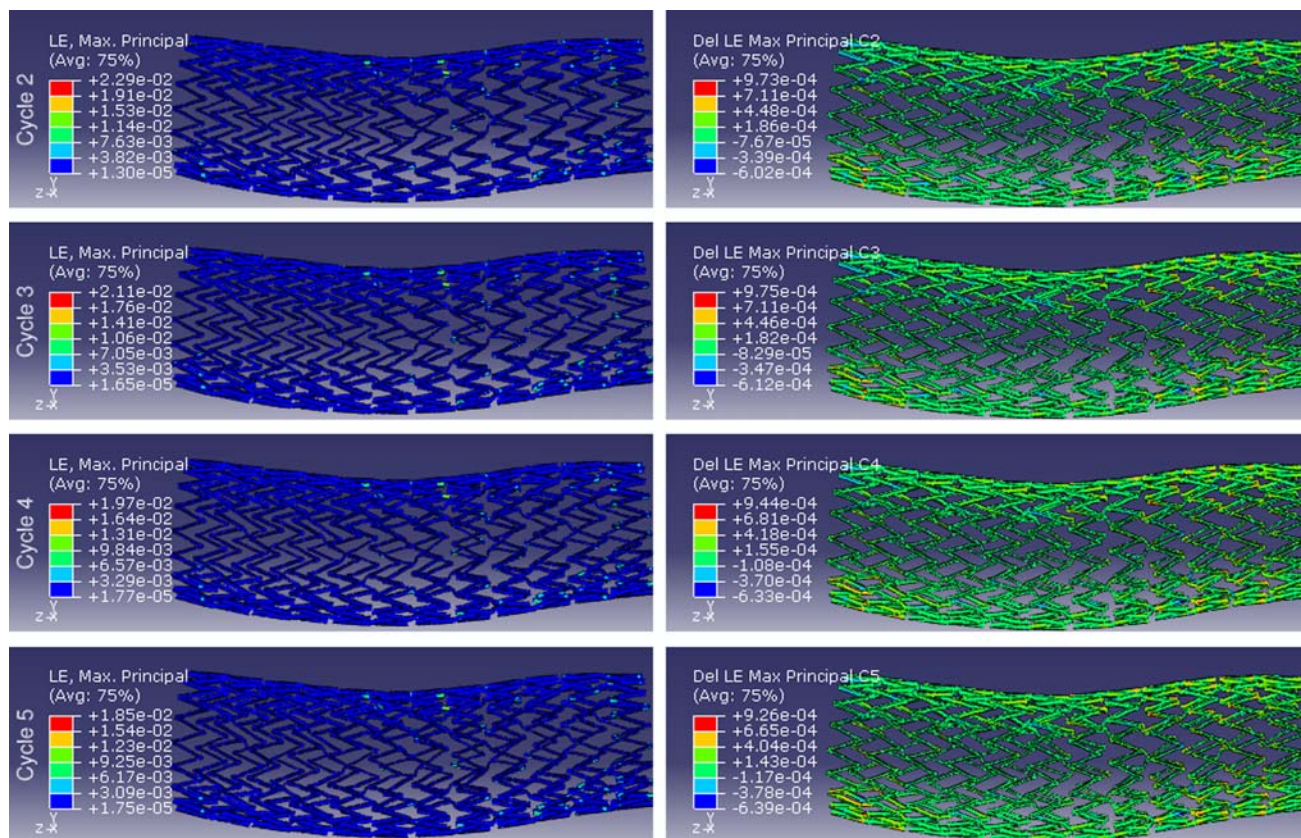 Cycle 2
LE, Max. Principal
(Avg: 75%)
+2.29e-02
+1.91e-02
+1.53e-02
+1.14e-02
+7.63e-03
+3.82e-03
+1.30e-05
Y
Z X
Del LE Max Principal C2
(Avg: 75%)
+9.73e-04
+7.11e-04
+4.48e-04
+1.86e-04
-7.67e-05
-3.39e-04
-6.02e-04
Y
Z X
Cycle 3
LE, Max. Principal
(Avg: 75%)
+2.11e-02
+1.76e-02
+1.41e-02
+1.06e-02
+7.05e-03
+3.53e-03
+1.65e-05
Y
Z X
Del LE Max Principal C3
(Avg: 75%)
+9.75e-04
+7.11e-04
+4.46e-04
+1.82e-04
-8.29e-05
-3.47e-04
-6.12e-04
Y
Z X
Cycle 4
LE, Max. Principal
(Avg: 75%)
+1.97e-02
+1.64e-02
+1.31e-02
+9.84e-03
+6.57e-03
+3.29e-03
+1.77e-05
Y
Z X
Del LE Max Principal C4
(Avg: 75%)
+9.44e-04
+6.81e-04
+4.18e-04
+1.55e-04
-1.08e-04
-3.70e-04
-6.33e-04
Y
Z X
Cycle 5
LE, Max. Principal
(Avg: 75%)
+1.85e-02
+1.54e-02
+1.23e-02
+9.25e-03
+6.17e-03
+3.09e-03
+1.75e-05
Y
Z X
Del LE Max Principal C5
(Avg: 75%)
+9.26e-04
+6.65e-04
+4.04e-04
+1.43e-04
-1.17e-04
-3.78e-04
-6.39e-04
Y
Z X